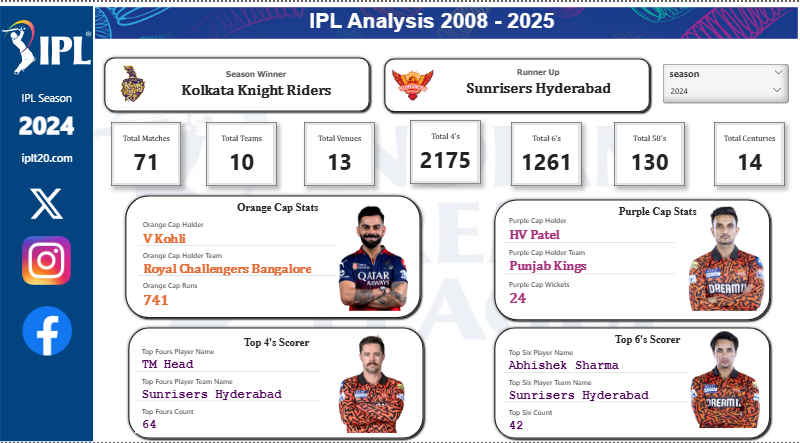 IPL Analysis 2008 - 2025
IPL
IPL Season
2024
iplt20.com
Season Winner
Kolkata Knight Riders
Runner Up
Sunrisers Hyderabad
season
2024
Total Matches
71
Total Teams
10
Total Venues
13
Total 4's
2175
Total 6's
1261
Total 50's
130
Total Centuries
14
Orange Cap Stats
Orange Cap Holder
V Kohli
Orange Cap Holder Team
Royal Challengers Bangalore
Orange Cap Runs
741
QATAR
AIRWAYS
Purple Cap Stats
Purple Cap Holder
HV Patel
Purple Cap Holder Team
Punjab Kings
Purple Cap Wickets
24
DREAM11
Top 4's Scorer
Top Fours Player Name
TM Head
Top Fours Player Team Name
Sunrisers Hyderabad
Top Fours Count
64
Top 6's Scorer
Top Six Player Name
Abhishek Sharma
Top Six Player Team Name
Sunrisers Hyderabad
Top Six Count
42
DREAM11